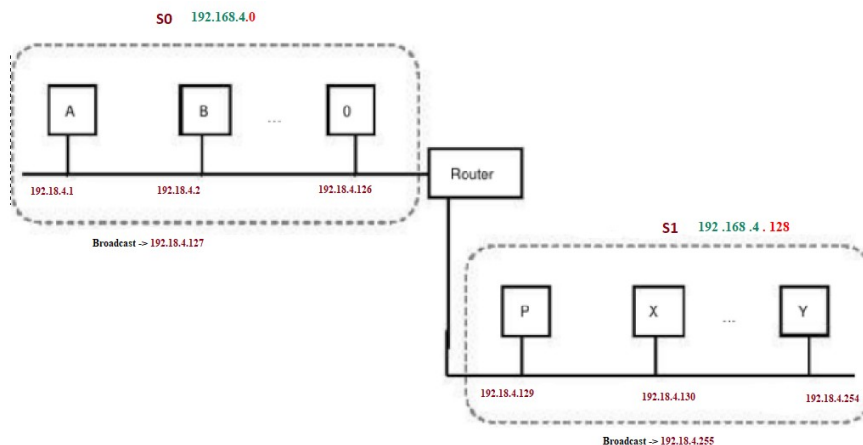 S0 192.168.4.0
A B ... 0
Router
192.18.4.1 192.18.4.2 192.18.4.126
S1 192 .168 .4 . 128
Broadcast -> 192.18.4.127
P X ... Y
192.18.4.129 192.18.4.130 192.18.4.254
Broadcast -> 192.18.4.255